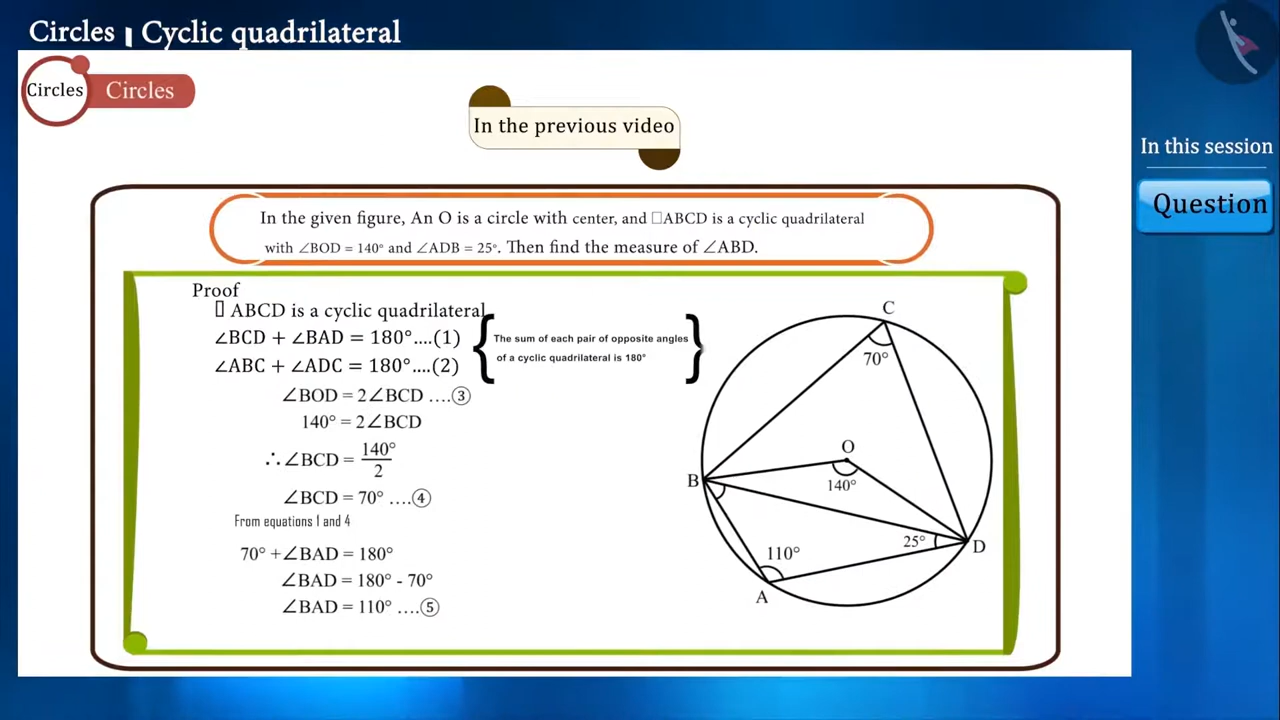 Circles | Cyclic quadrilateral
Circles
Circles
In the previous video
In this session
Question
In the given figure, An O is a circle with center, and □ABCD is a cyclic quadrilateral
with ∠BOD = 140° and ∠ADB = 25°. Then find the measure of ∠ABD.
Proof
▯ ABCD is a cyclic quadrilateral
∠BCD + ∠BAD = 180°....(1)
∠ABC + ∠ADC = 180°....(2)
The sum of each pair of opposite angles
of a cyclic quadrilateral is 180°
∠BOD = 2∠BCD ....③
140° = 2∠BCD
∴ ∠BCD = 140°/2
∠BCD = 70° ....④
From equations 1 and 4
70° +∠BAD = 180°
∠BAD = 180° - 70°
∠BAD = 110° ....⑤
C
70°
O
140°
B
25°
D
110°
A